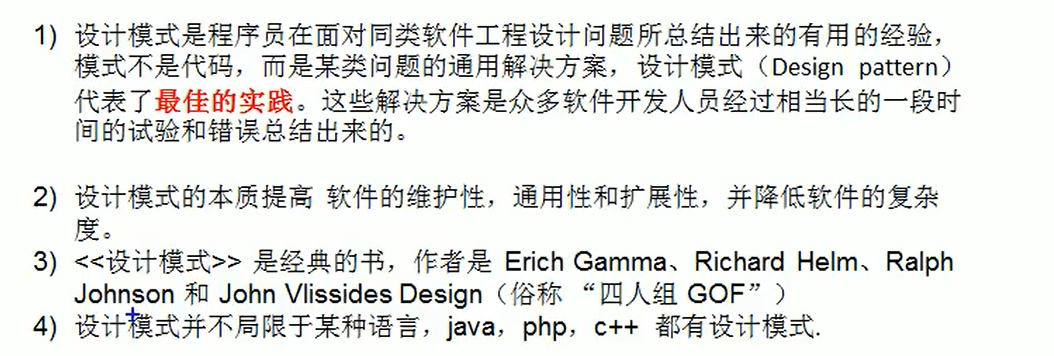 1) 设计模式是程序员在面对同类软件工程设计问题所总结出来的有用的经验，
模式不是代码，而是某类问题的通用解决方案，设计模式（Design pattern）
代表了最佳的实践。这些解决方案是众多软件开发人员经过相当长的一段时
间的试验和错误总结出来的。
2) 设计模式的本质提高 软件的维护性，通用性和扩展性，并降低软件的复杂
度。
3) <<设计模式>> 是经典的书，作者是 Erich Gamma、Richard Helm、Ralph
Johnson 和 John Vlissides Design（俗称 “四人组 GOF”）
4) 设计模式并不局限于某种语言，java，php，c++ 都有设计模式.